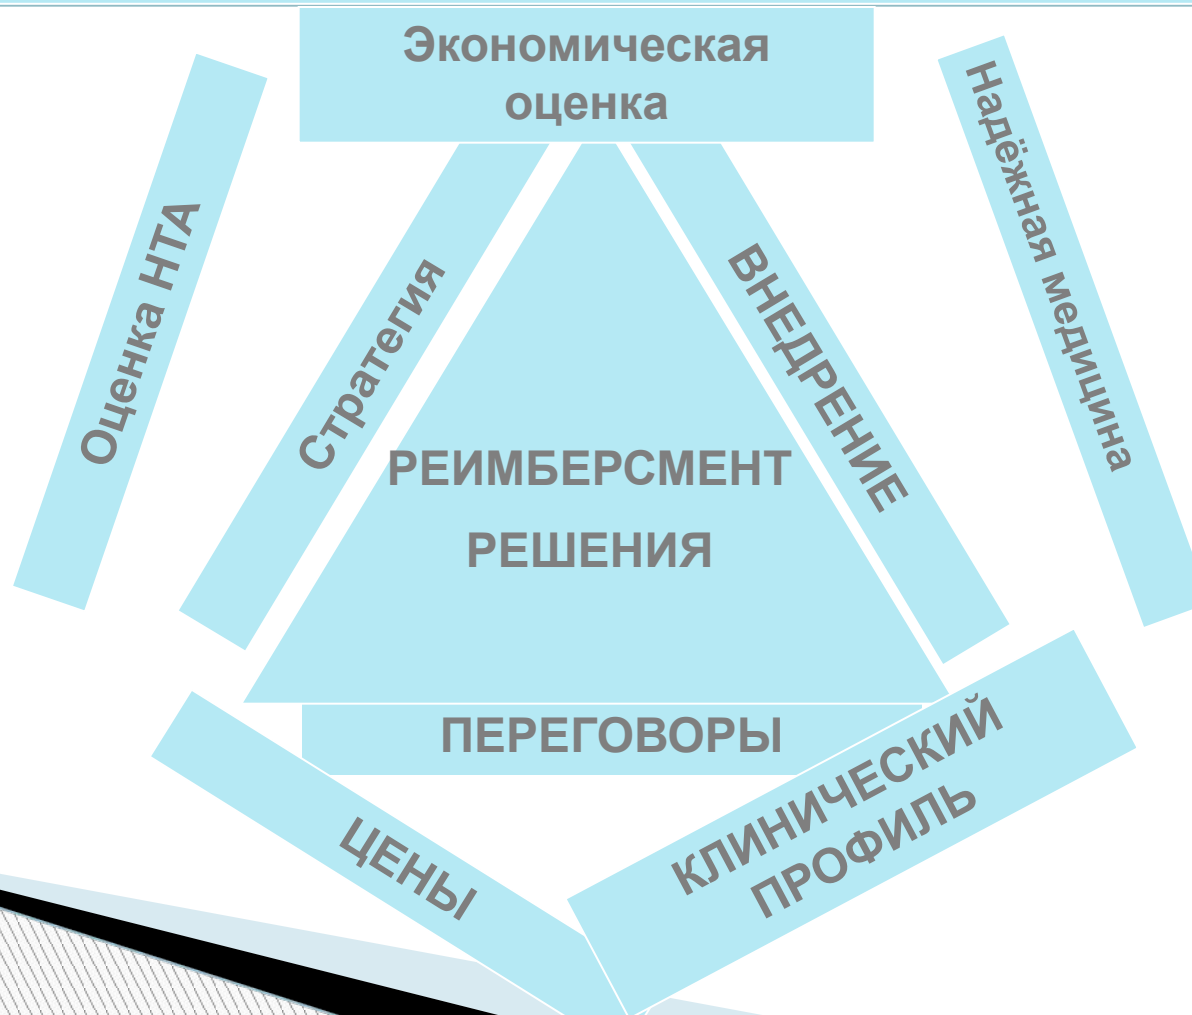 Экономическая
оценка
Оценка НТА
Стратегия
ВНЕДРЕНИЕ
Надёжная медицина
РЕИМБЕРСМЕНТ
РЕШЕНИЯ
ПЕРЕГОВОРЫ
ЦЕНЫ
КЛИНИЧЕСКИЙ
ПРОФИЛЬ